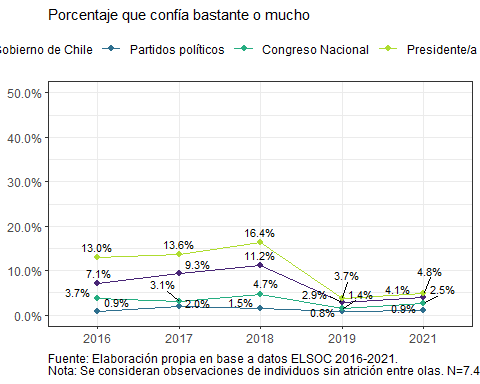 Porcentaje que confía bastante o mucho
Gobierno de Chile Partidos políticos Congreso Nacional Presidente/a
50.0%
40.0%
30.0%
20.0%
10.0%
0.0%
13.0% 13.6% 16.4% 3.7% 4.8%
7.1% 9.3% 11.2% 2.9% 4.1%
3.7% 3.1% 4.7% 1.4% 2.5%
0.9% 2.0% 1.5% 0.8% 0.9%
2016 2017 2018 2019 2021
Fuente: Elaboración propia en base a datos ELSOC 2016-2021.
Nota: Se consideran observaciones de individuos sin atrición entre olas. N=7.4